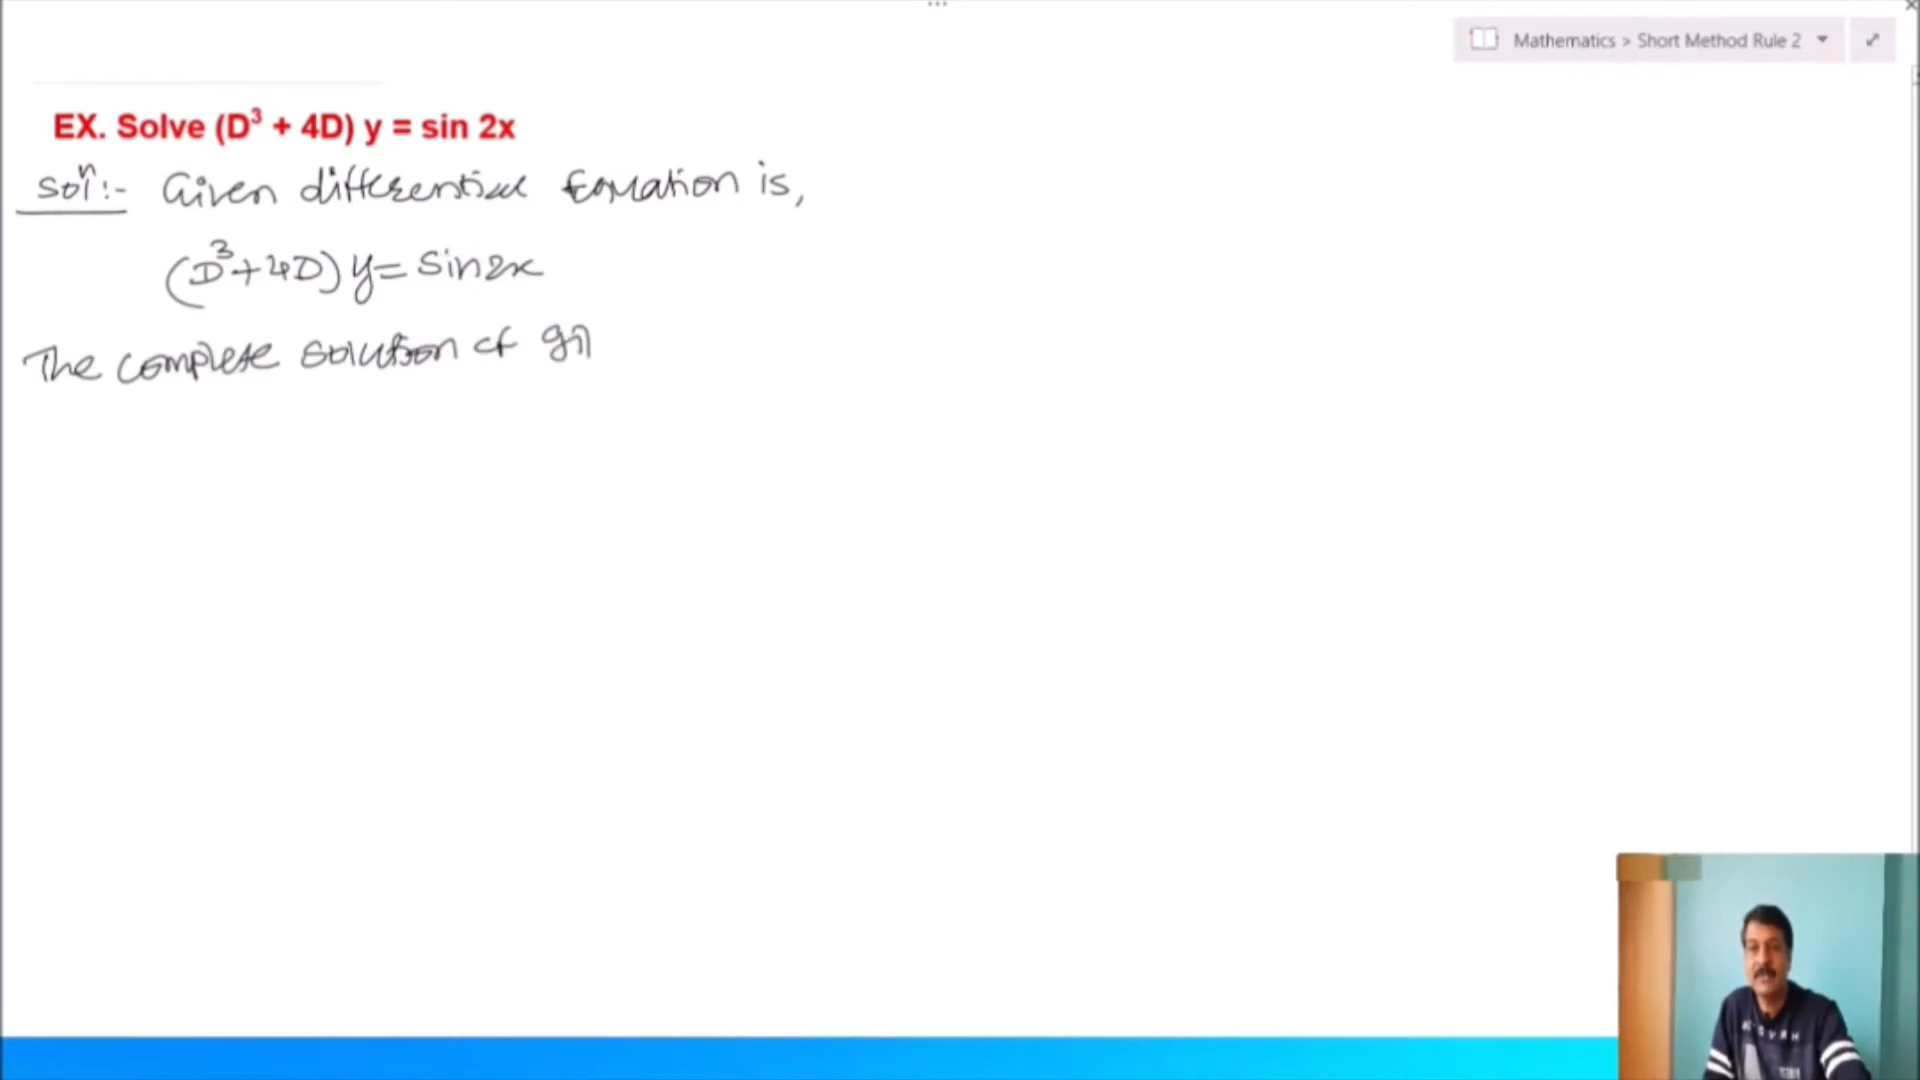 Mathematics > Short Method Rule 2
EX. Solve (D³ + 4D) y = sin 2x
Solⁿ:- Given differential Equation is,
(D³+4D) y = Sin2x
The complete solution of gi